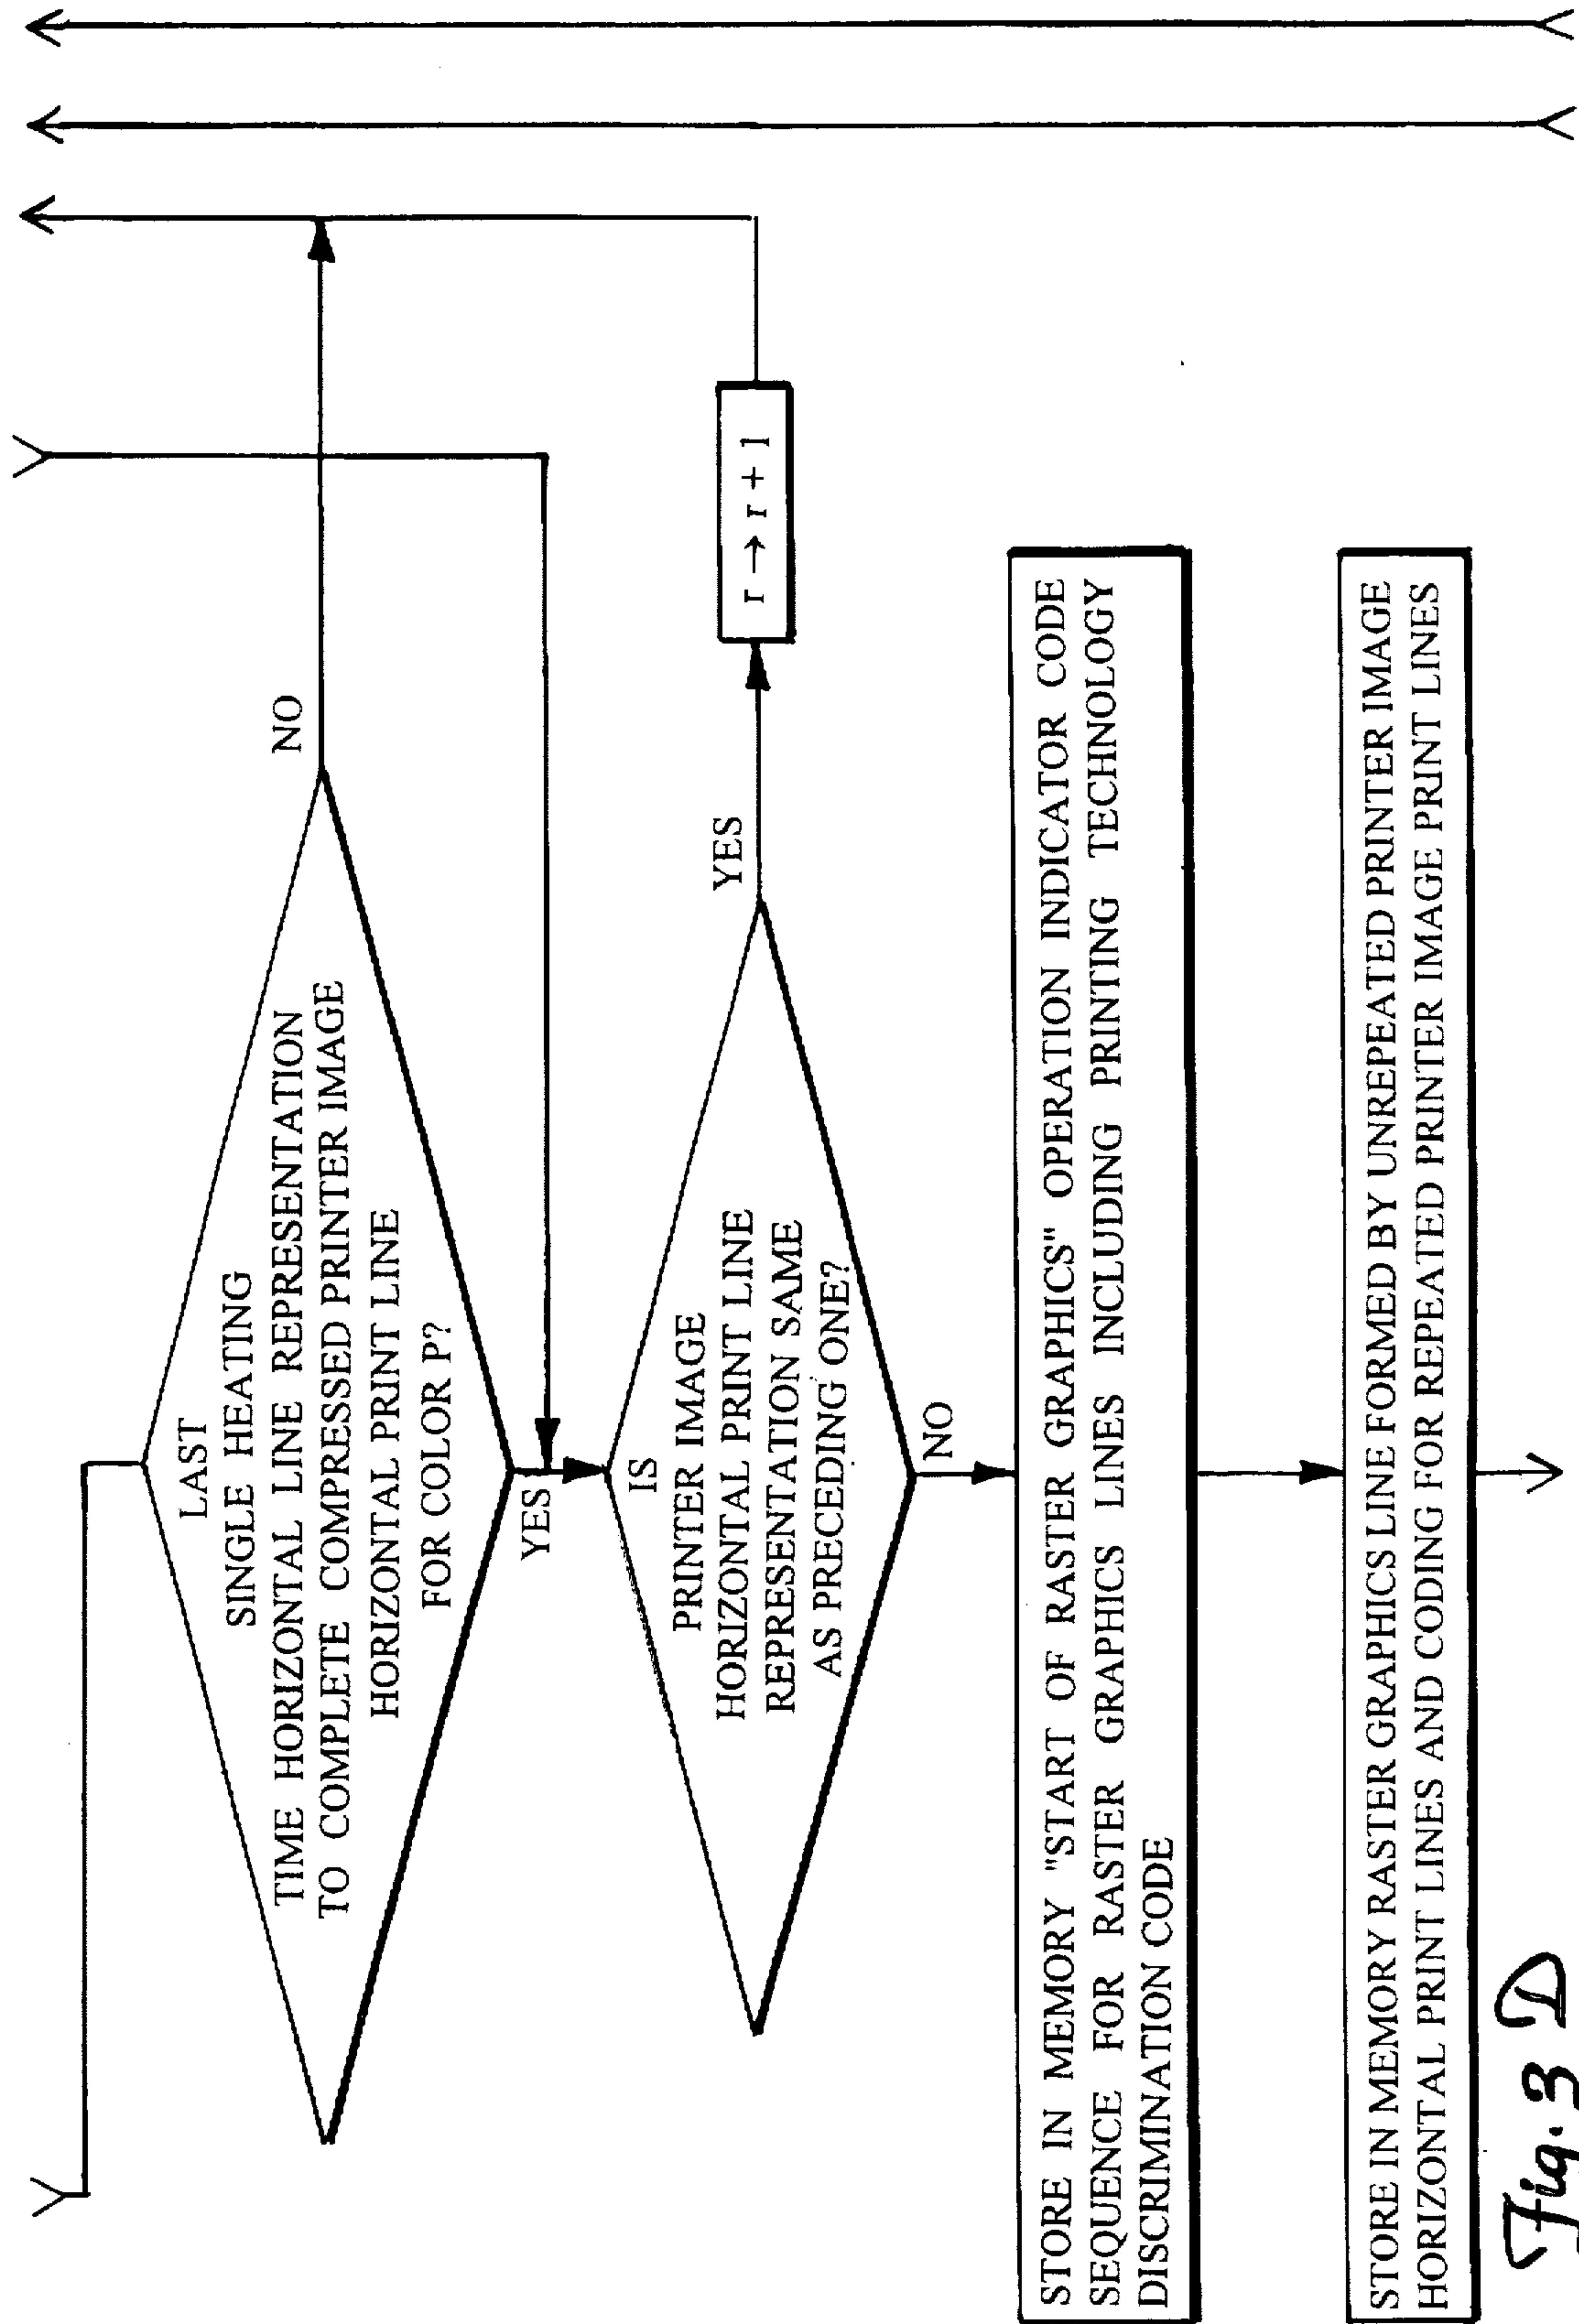 LAST
SINGLE HEATING
TIME HORIZONTAL LINE REPRESENTATION
TO COMPLETE COMPRESSED PRINTER IMAGE
HORIZONTAL PRINT LINE
FOR COLOR P?
NO
YES
IS
PRINTER IMAGE
HORIZONTAL PRINT LINE
REPRESENTATION SAME
AS PRECEDING ONE?
YES
r → r + 1
NO
STORE IN MEMORY "START OF RASTER GRAPHICS" OPERATION INDICATOR CODE
SEQUENCE FOR RASTER GRAPHICS LINES INCLUDING PRINTING TECHNOLOGY
DISCRIMINATION CODE
STORE IN MEMORY RASTER GRAPHICS LINE FORMED BY UNREPEATED PRINTER IMAGE
HORIZONTAL PRINT LINES AND CODING FOR REPEATED PRINTER IMAGE PRINT LINES
Fig. 3 D